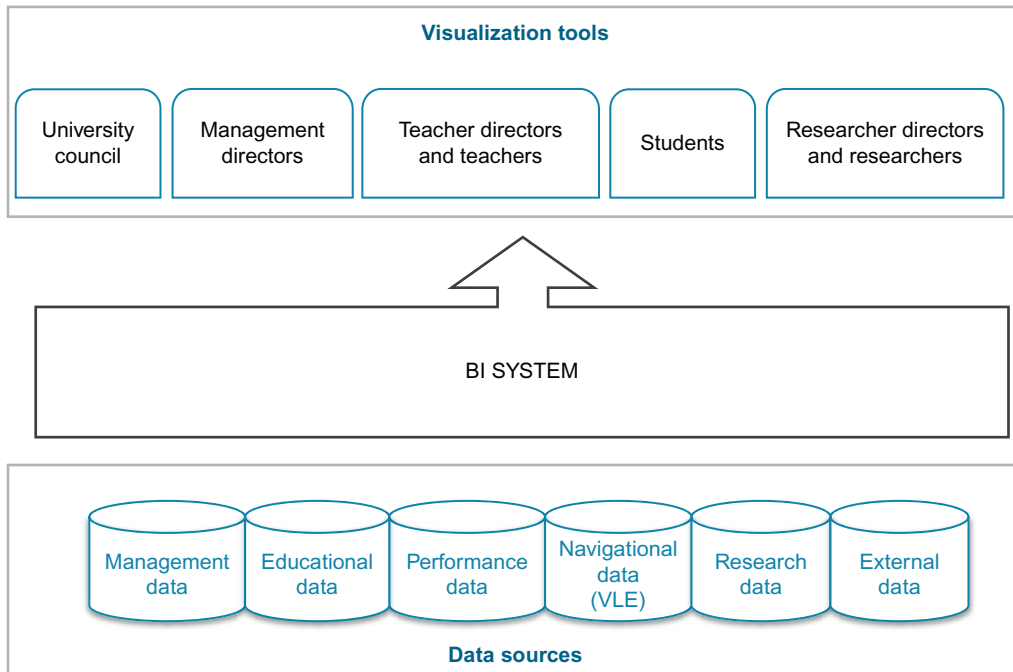 Visualization tools
University
council
Management
directors
Teacher directors
and teachers
Students
Researcher directors
and researchers
BI SYSTEM
Management
data
Educational
data
Performance
data
Navigational
data
(VLE)
Research
data
External
data
Data sources